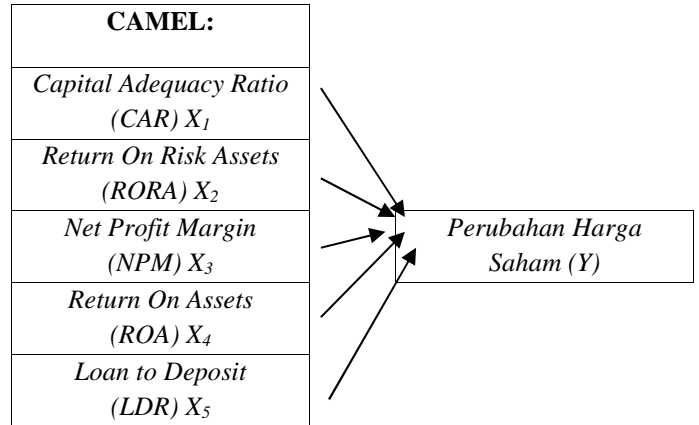 CAMEL:
Capital Adequacy Ratio
(CAR) X₁
Return On Risk Assets
(RORA) X₂
Net Profit Margin
(NPM) X₃
Return On Assets
(ROA) X₄
Loan to Deposit
(LDR) X₅
Perubahan Harga
Saham (Y)